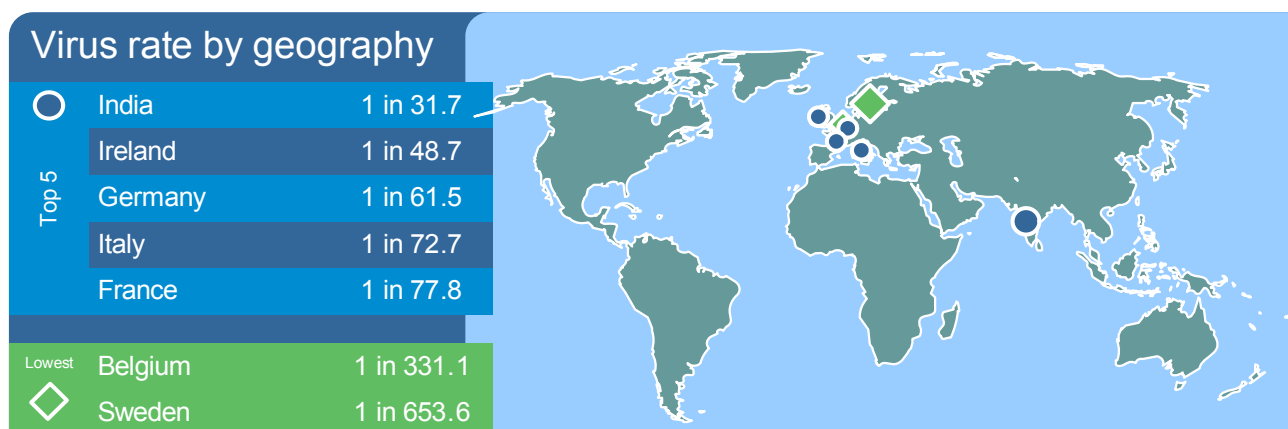 Virus rate by geography
Top 5
India 1 in 31.7
Ireland 1 in 48.7
Germany 1 in 61.5
Italy 1 in 72.7
France 1 in 77.8
Lowest
Belgium 1 in 331.1
Sweden 1 in 653.6